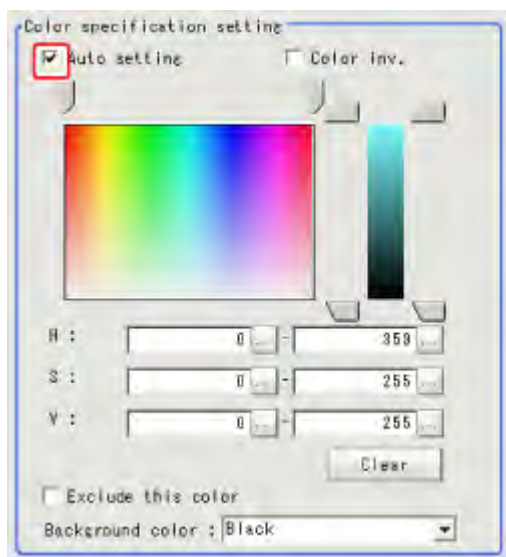 Color specification setting
Auto setting Color inv.
H : 0 ... - 359 ...
S : 0 ... - 255 ...
V : 0 ... - 255 ...
Clear
Exclude this color
Background color : Black